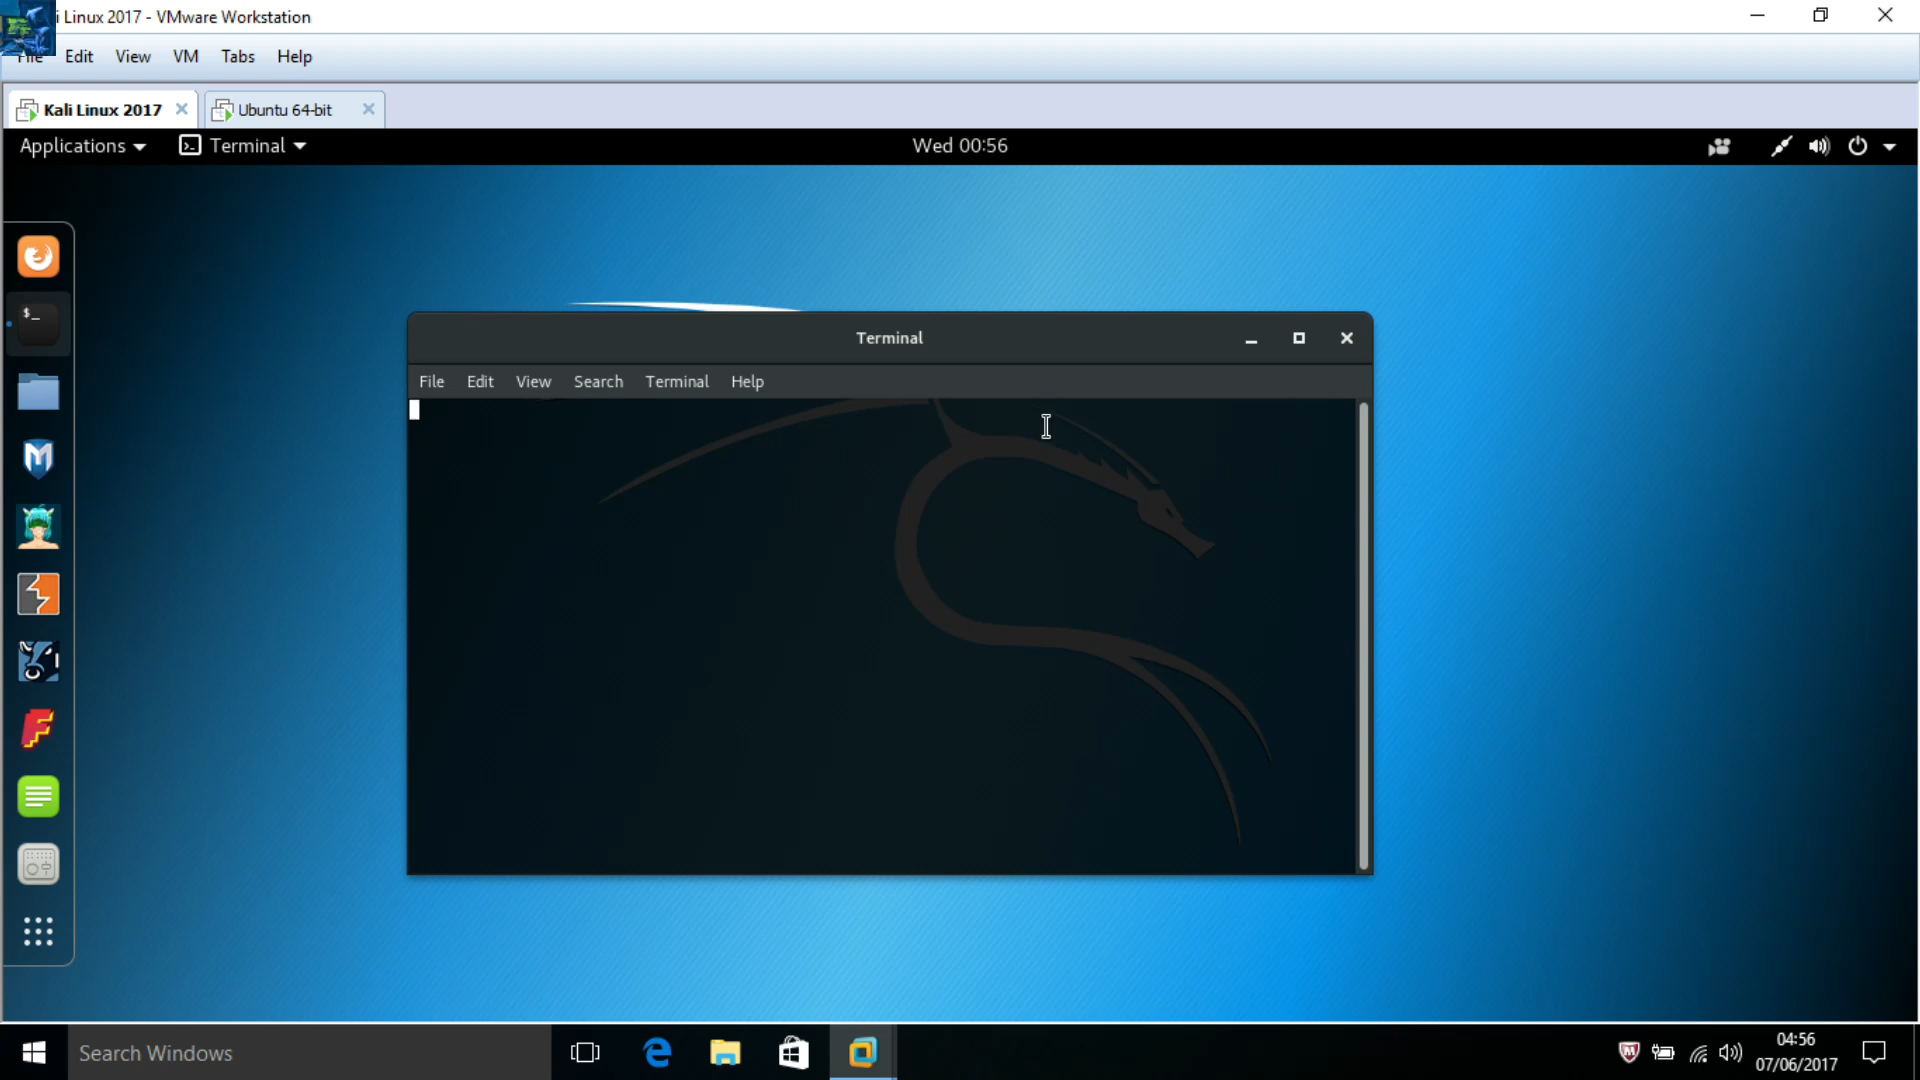 i Linux 2017 - VMware Workstation
File Edit View VM Tabs Help
Kali Linux 2017 Ubuntu 64-bit
Applications Terminal Wed 00:56
$_
Terminal
File Edit View Search Terminal Help
Search Windows
04:56
07/06/2017